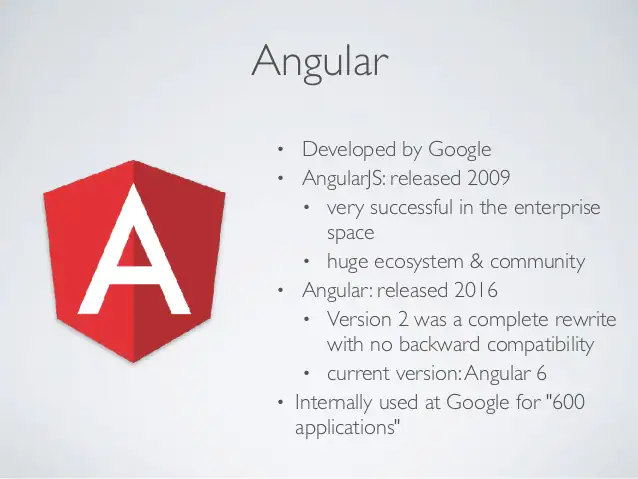 Angular
• Developed by Google
• AngularJS: released 2009
• very successful in the enterprise
space
• huge ecosystem & community
• Angular: released 2016
• Version 2 was a complete rewrite
with no backward compatibility
• current version: Angular 6
• Internally used at Google for "600
applications"
A